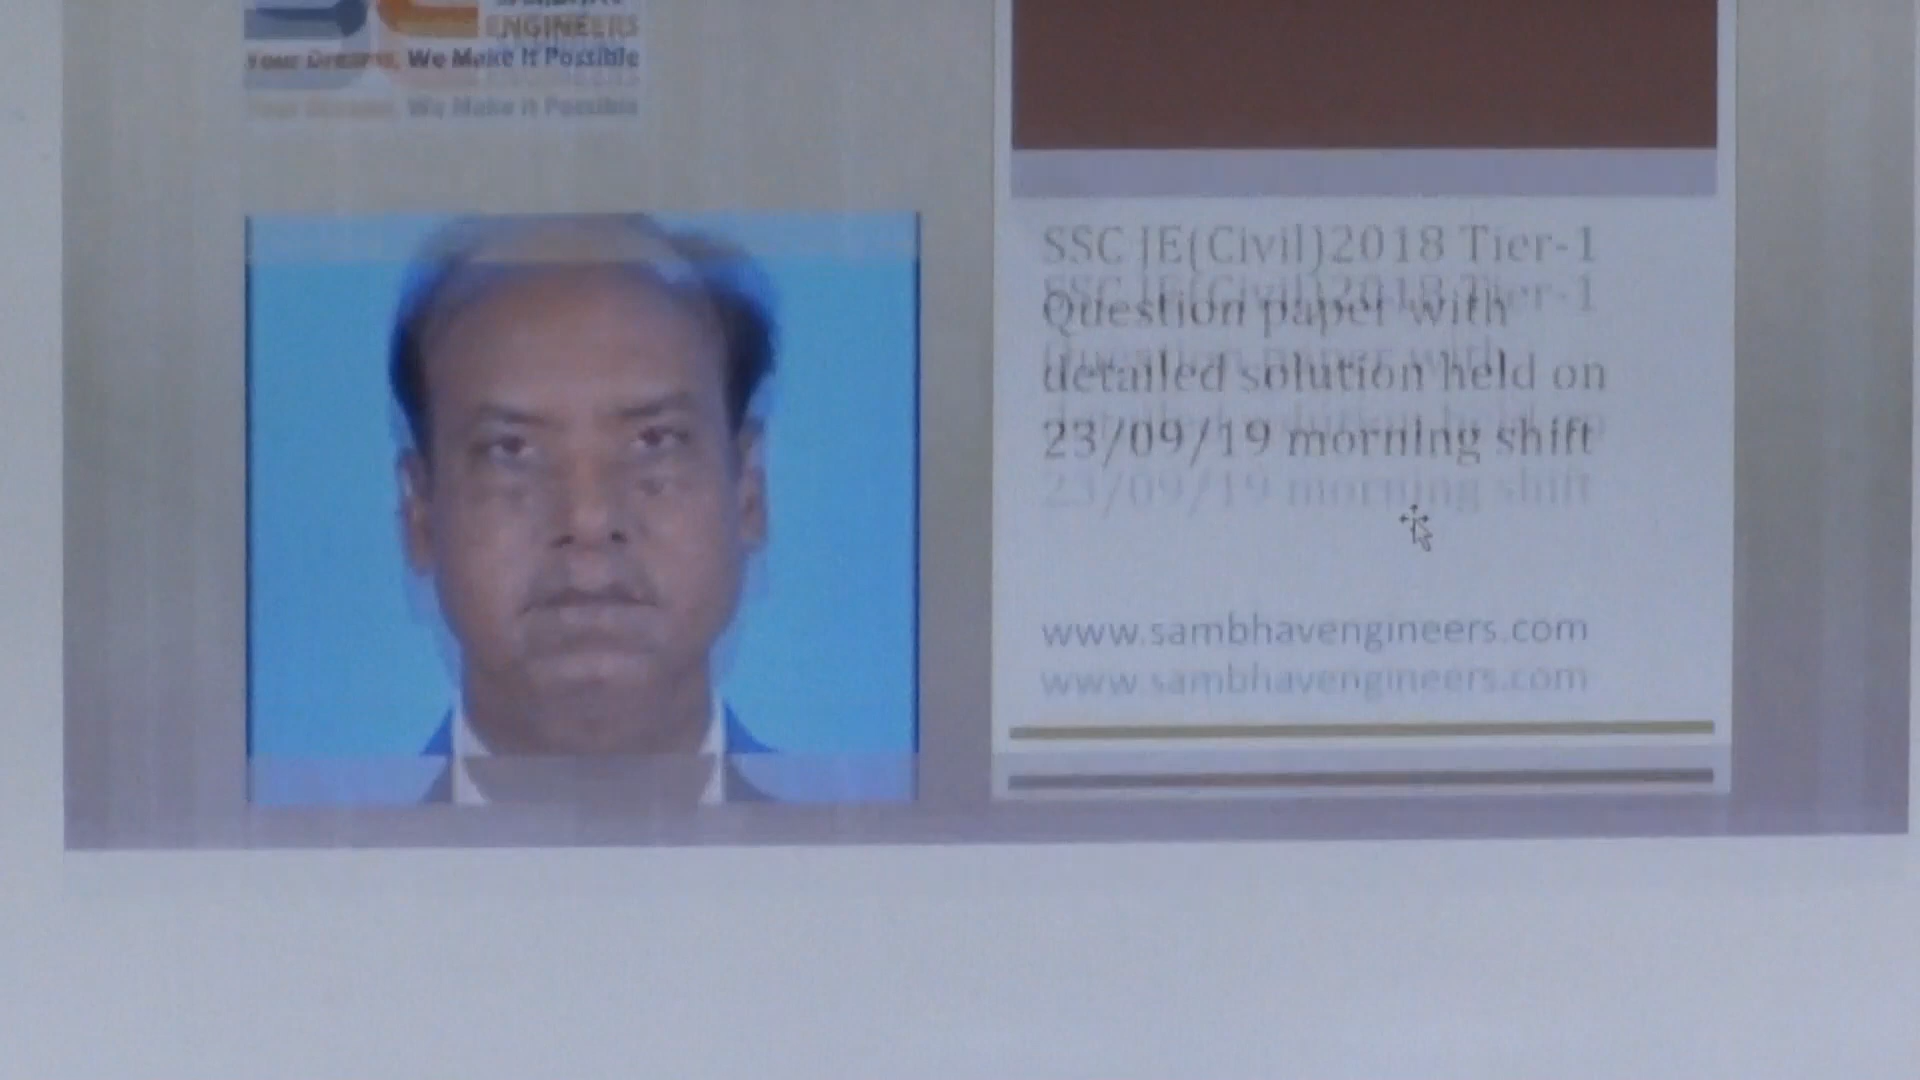 ENGINEERS
Your Dreams, We Make It Possible
SSC JE(Civil)2018 Tier-1
Question paper with
detailed solution held on
23/09/19 morning shift
www.sambhavengineers.com